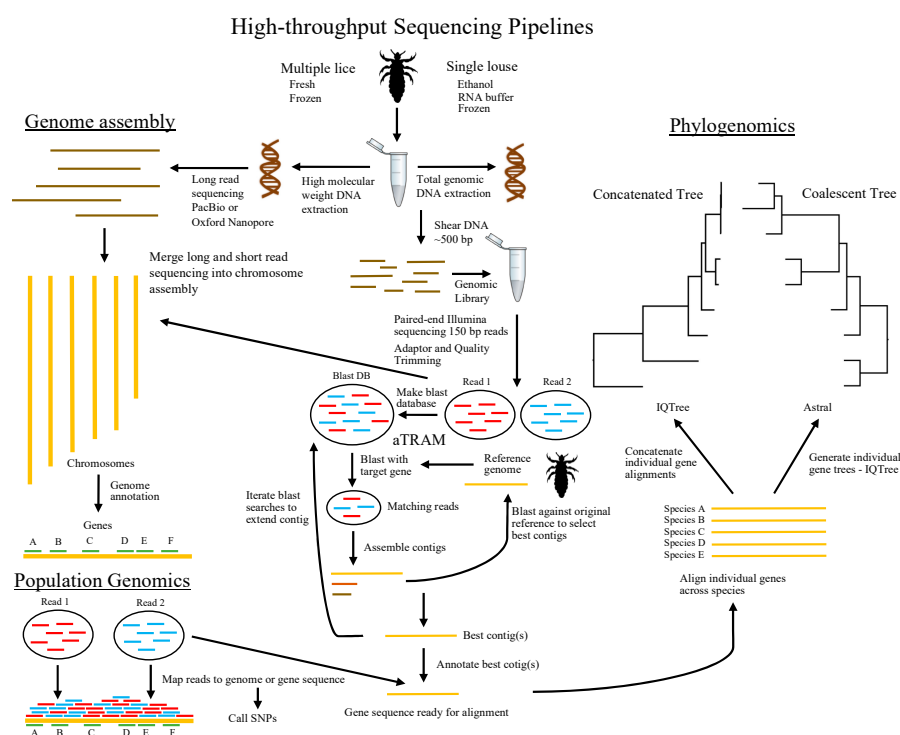 High-throughput Sequencing Pipelines
Multiple lice
Fresh
Frozen
Single louse
Ethanol
RNA buffer
Frozen
Genome assembly
Phylogenomics
Long read
sequencing
PacBio or
Oxford Nanopore
High molecular
weight DNA
extraction
Total genomic
DNA extraction
Concatenated Tree
Coalescent Tree
Shear DNA
~500 bp
Merge long and short read
sequencing into chromosome
assembly
Genomic
Library
Paired-end Illumina
sequencing 150 bp reads
Adaptor and Quality
Trimming
Blast DB
Read 1
Read 2
Make blast
database
aTRAM
IQTree
Astral
Blast with
target gene
Reference
genome
Chromosomes
Genome
annotation
Iterate blast
searches to
extend contig
Matching reads
Blast against original
reference to select
best contigs
Concatenate
individual gene
alignments
Generate individual
gene trees - IQTree
Genes
A B C D E F
Assemble contigs
Species A
Species B
Species C
Species D
Species E
Align individual genes
across species
Population Genomics
Read 1
Read 2
Best contig(s)
Annotate best cotig(s)
Map reads to genome or gene sequence
Call SNPs
Gene sequence ready for alignment
A B C D E F